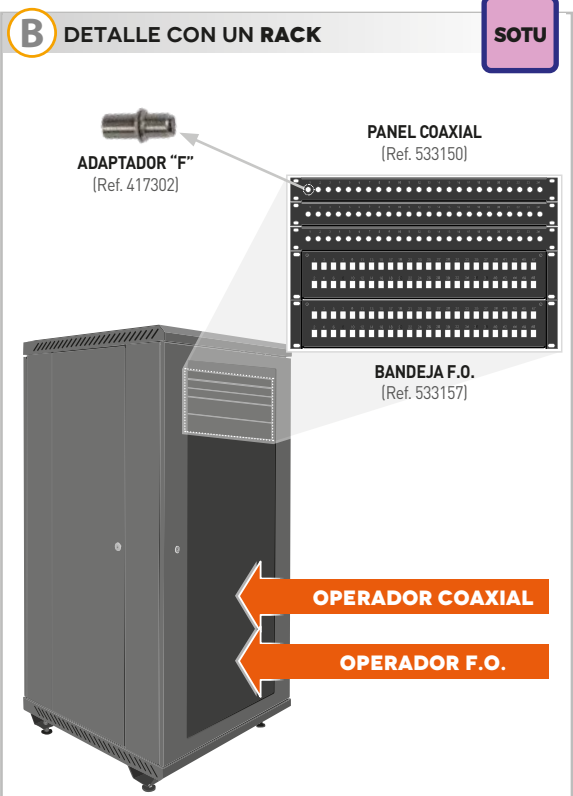 B DETALLE CON UN RACK
SOTU
ADAPTADOR “F”
(Ref. 417302)
PANEL COAXIAL
(Ref. 533150)
BANDEJA F.O.
(Ref. 533157)
OPERADOR COAXIAL
OPERADOR F.O.